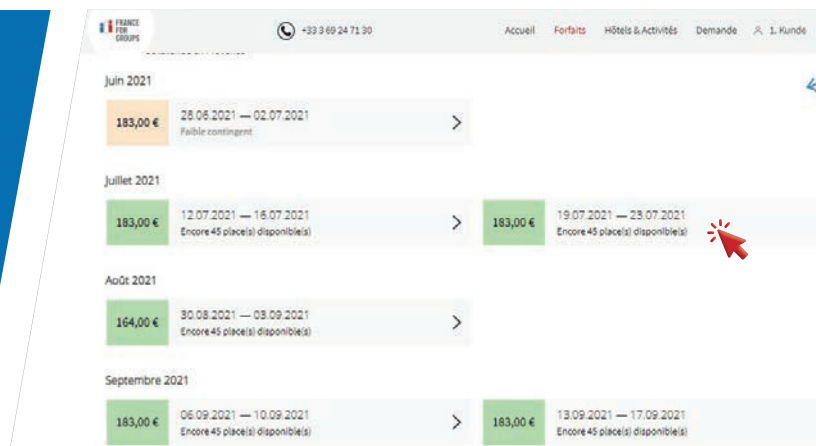 FRANCE
FOR
GROUPS
+33 3 69 24 71 30
Accueil Forfaits Hôtels & Activités Demande 1. Kunde
Juin 2021
183,00 € 28.06.2021 — 02.07.2021
Faible contingent
Juillet 2021
183,00 € 12.07.2021 — 16.07.2021
Encore 45 place(s) disponible(s)
183,00 € 19.07.2021 — 23.07.2021
Encore 45 place(s) disponible(s)
Août 2021
164,00 € 30.08.2021 — 03.09.2021
Encore 45 place(s) disponible(s)
Septembre 2021
183,00 € 06.09.2021 — 10.09.2021
Encore 45 place(s) disponible(s)
183,00 € 13.09.2021 — 17.09.2021
Encore 45 place(s) disponible(s)